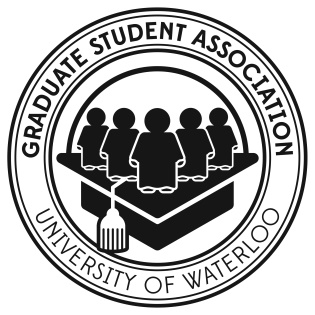 GRADUATE STUDENT ASSOCIATION
UNIVERSITY OF WATERLOO